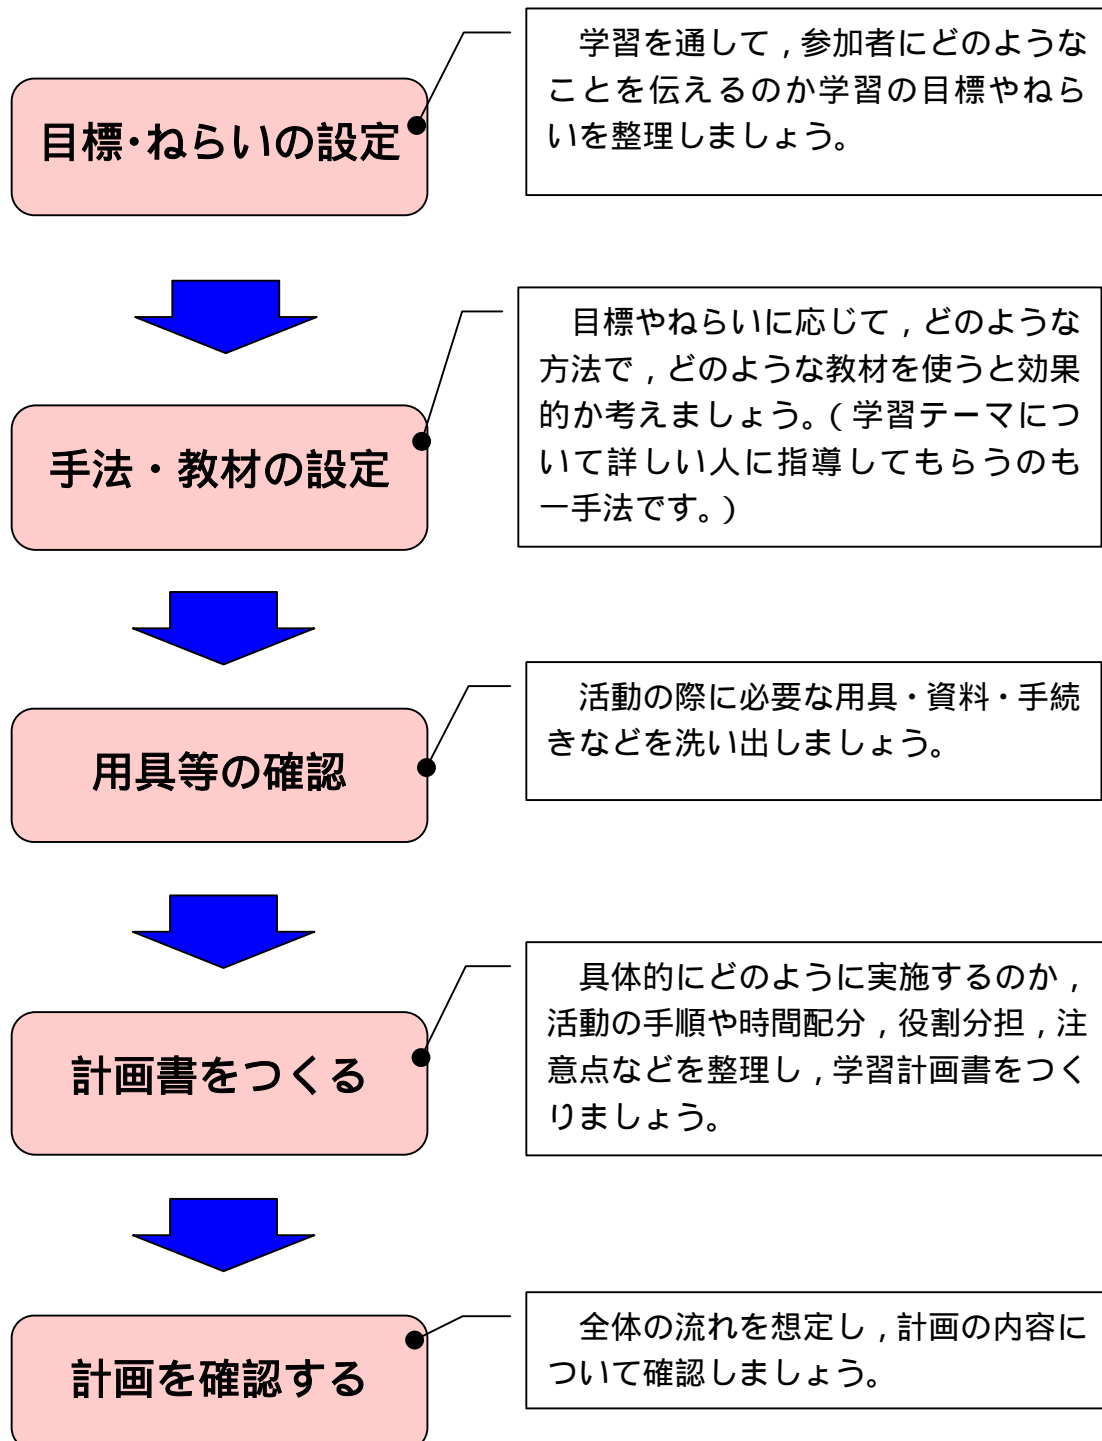 目標・ねらいの設定
学習を通して，参加者にどのような
ことを伝えるのか学習の目標やねら
いを整理しましょう。
手法・教材の設定
目標やねらいに応じて，どのような
方法で，どのような教材を使うと効果
的か考えましょう。（学習テーマにつ
いて詳しい人に指導してもらうのも
一手法です。）
用具等の確認
活動の際に必要な用具・資料・手続
きなどを洗い出しましょう。
計画書をつくる
具体的にどのように実施するのか，
活動の手順や時間配分，役割分担，注
意点などを整理し，学習計画書をつく
りましょう。
計画を確認する
全体の流れを想定し，計画の内容に
ついて確認しましょう。